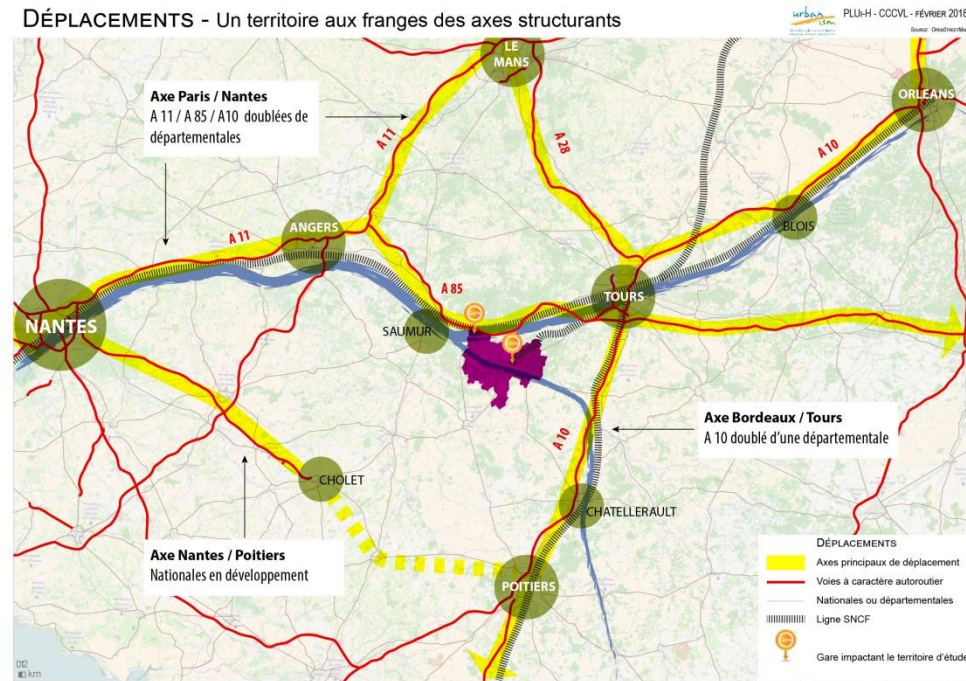 DÉPLACEMENTS - Un territoire aux franges des axes structurants
urban
ism
PLUi-H - CCCVL - FÉVRIER 2018
LE
MANS
ORLEANS
Axe Paris / Nantes
A 11 / A 85 / A10 doublées de
départementales
A 11
A 28
A 10
ANGERS
BLOIS
A 11
A 85
TOURS
NANTES
SAUMUR
Axe Bordeaux / Tours
A 10 doublé d'une départementale
A 10
CHOLET
CHATELLERAULT
Axe Nantes / Poitiers
Nationales en développement
POITIERS
DÉPLACEMENTS
Axes principaux de déplacement
Voies à caractère autoroutier
Nationales ou départementales
Ligne SNCF
Gare impactant le territoire d'étude
012
km